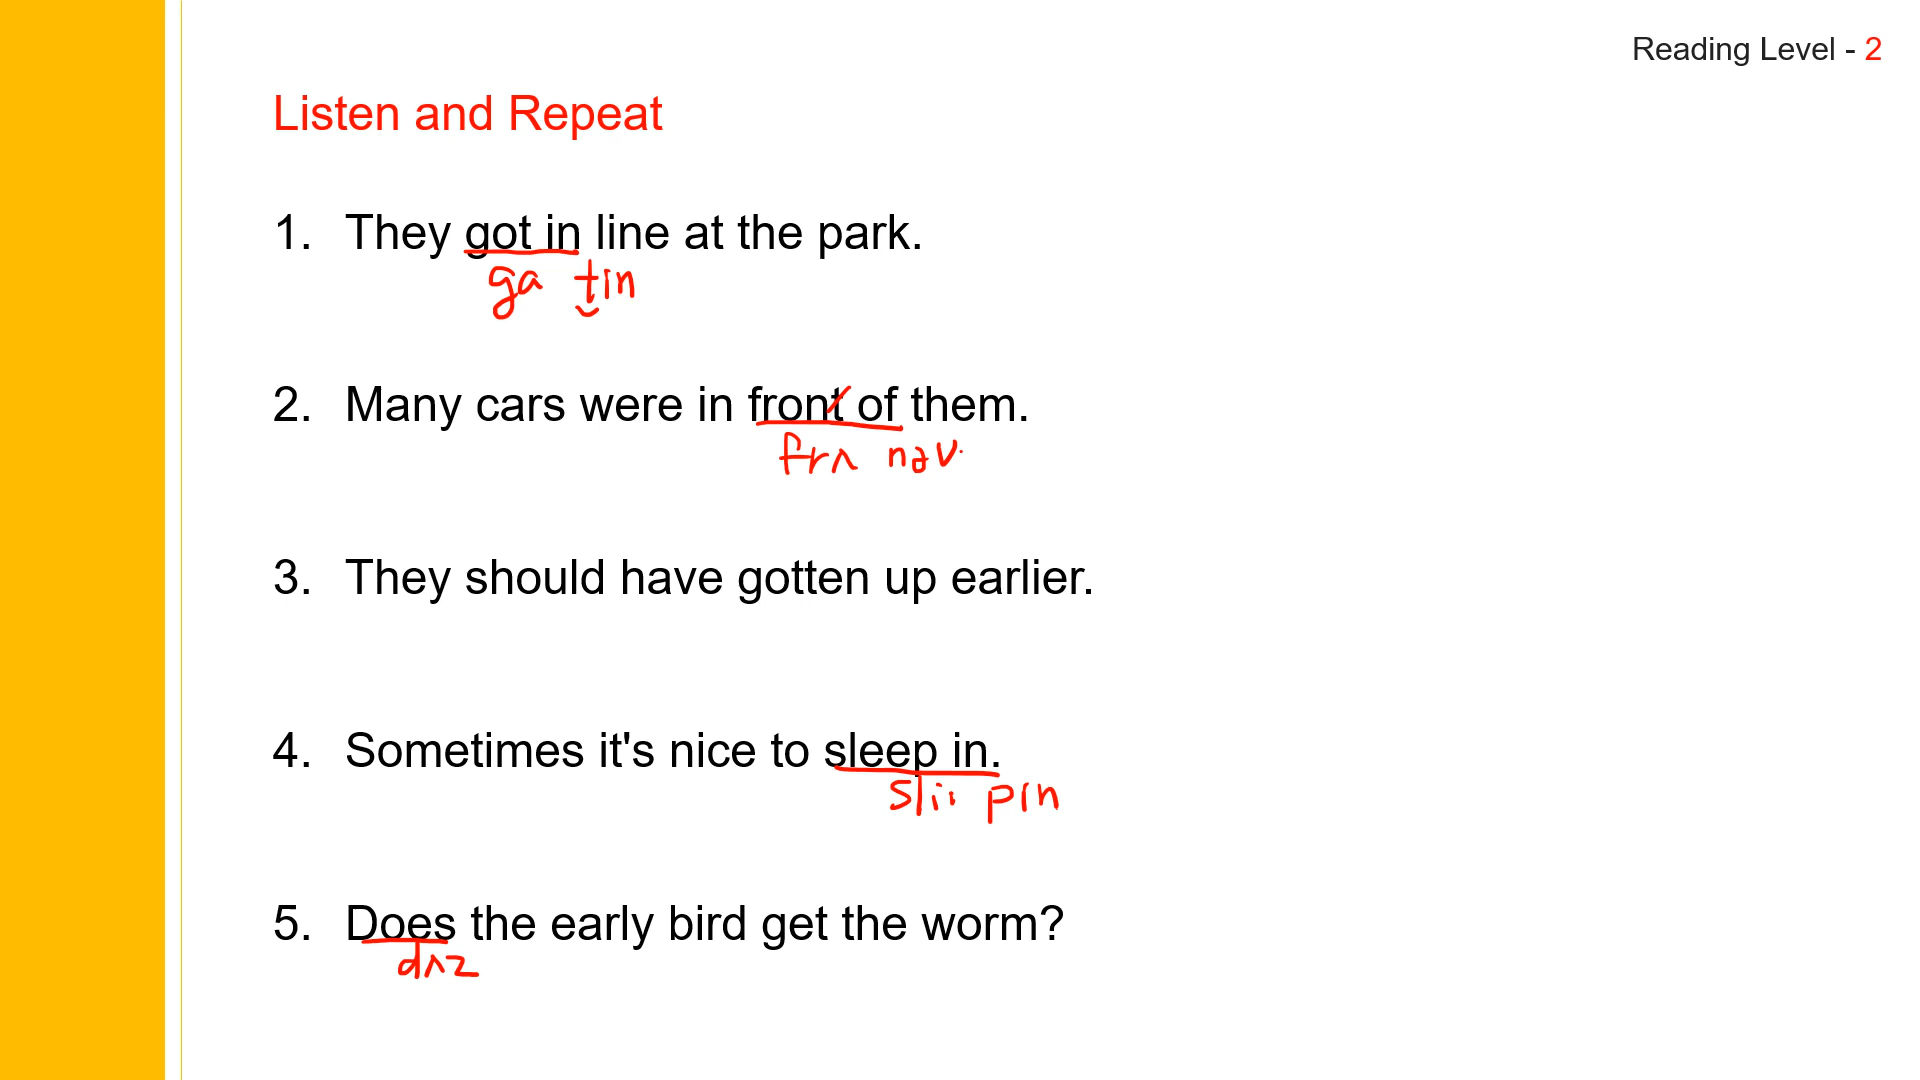 Reading Level - 2
Listen and Repeat
1. They got in line at the park.
ga tin
2. Many cars were in front of them.
frʌ nəv
3. They should have gotten up earlier.
4. Sometimes it's nice to sleep in.
slii pin
5. Does the early bird get the worm?
dʌz